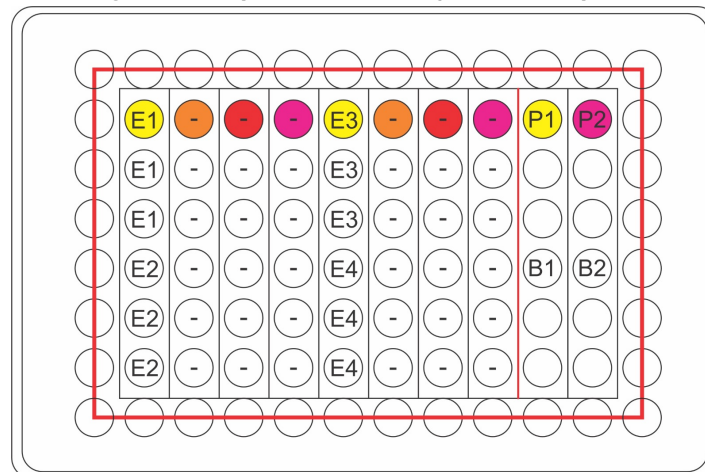 E1 - - - E3 - - - P1 P2
E1 - - - E3 - - -
E1 - - - E3 - - -
E2 - - - E4 - - - B1 B2
E2 - - - E4 - - -
E2 - - - E4 - - -